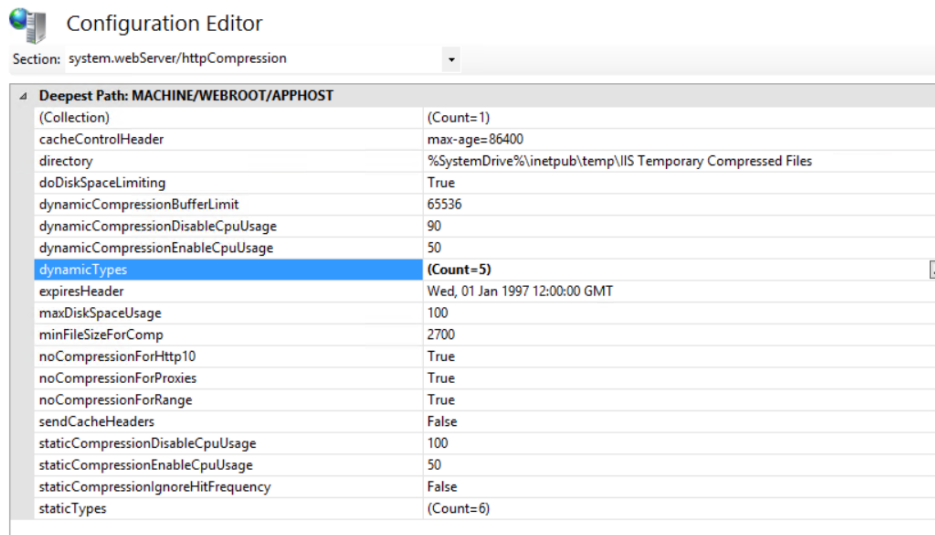 Configuration Editor
Section: system.webServer/httpCompression
Deepest Path: MACHINE/WEBROOT/APPHOST
(Collection) (Count=1)
cacheControlHeader max-age=86400
directory %SystemDrive%\inetpub\temp\IIS Temporary Compressed Files
doDiskSpaceLimiting True
dynamicCompressionBufferLimit 65536
dynamicCompressionDisableCpuUsage 90
dynamicCompressionEnableCpuUsage 50
dynamicTypes (Count=5)
expiresHeader Wed, 01 Jan 1997 12:00:00 GMT
maxDiskSpaceUsage 100
minFileSizeForComp 2700
noCompressionForHttp10 True
noCompressionForProxies True
noCompressionForRange True
sendCacheHeaders False
staticCompressionDisableCpuUsage 100
staticCompressionEnableCpuUsage 50
staticCompressionIgnoreHitFrequency False
staticTypes (Count=6)